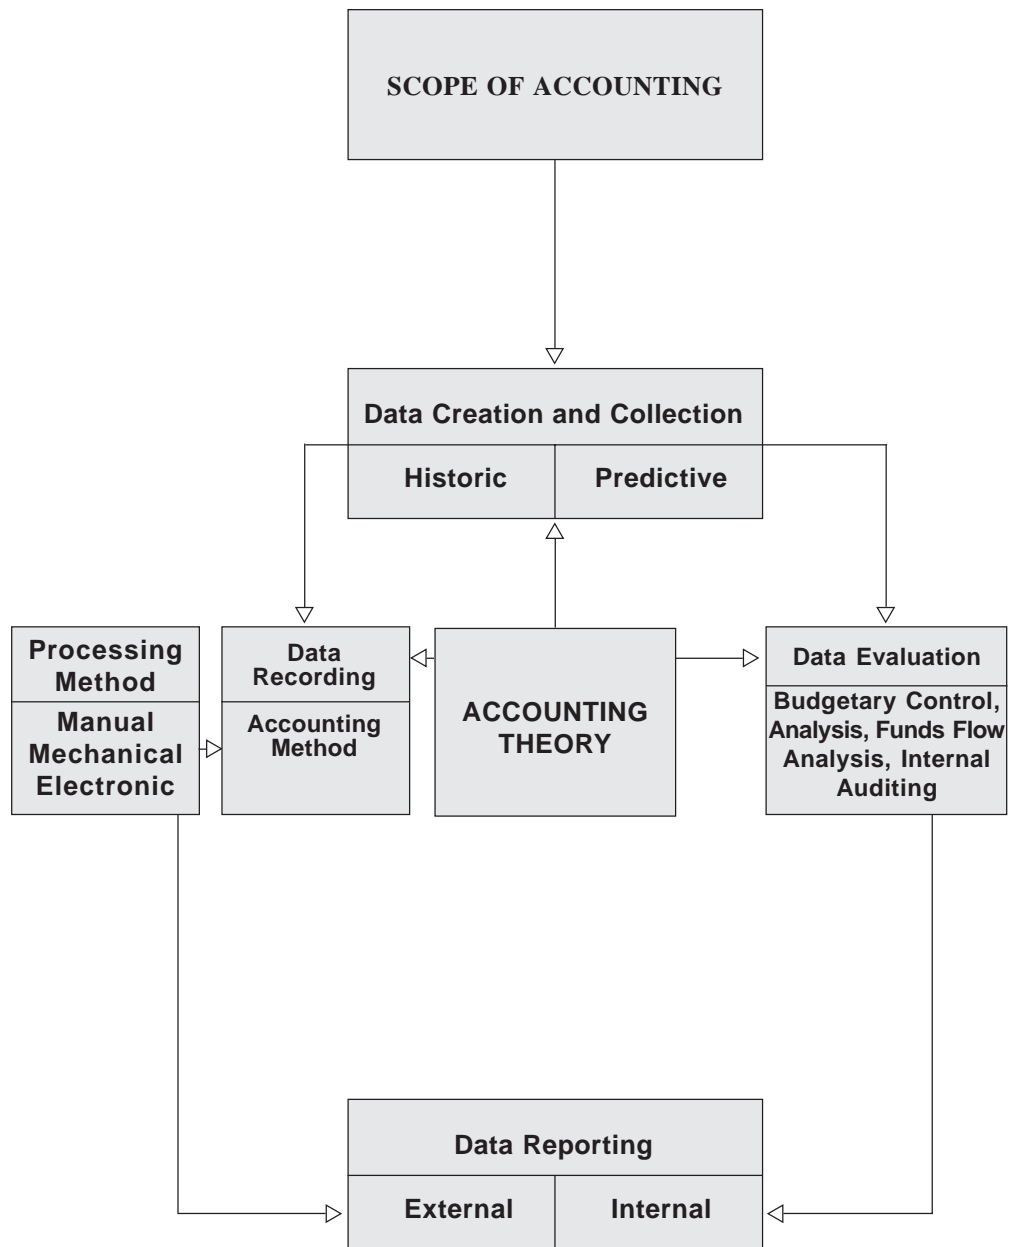 SCOPE OF ACCOUNTING
Data Creation and Collection
Historic
Predictive
Processing
Method
Manual
Mechanical
Electronic
Data
Recording
Accounting
Method
ACCOUNTING
THEORY
Data Evaluation
Budgetary Control,
Analysis, Funds Flow
Analysis, Internal
Auditing
Data Reporting
External
Internal